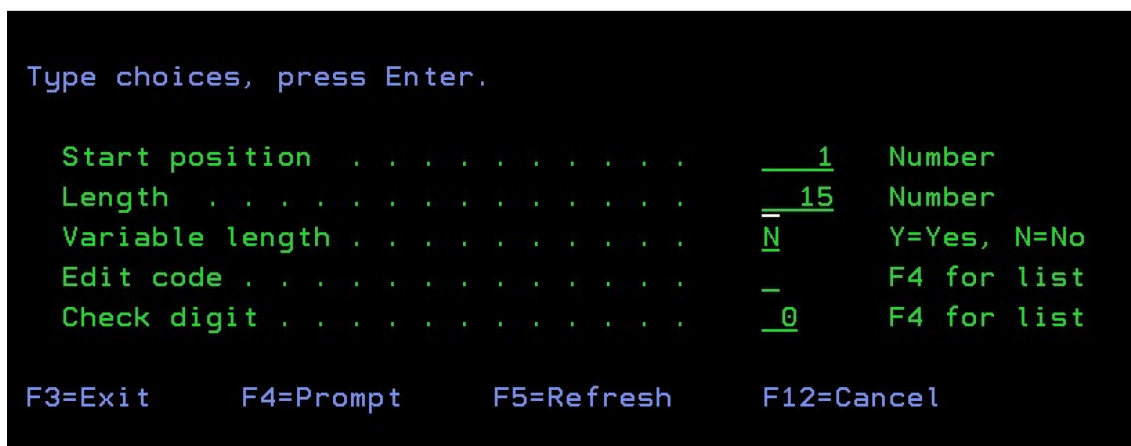 Type choices, press Enter.
Start position . . . . . . . . . . 1 Number
Length . . . . . . . . . . . . . . 15 Number
Variable length . . . . . . . . . . N Y=Yes, N=No
Edit code . . . . . . . . . . . . . _ F4 for list
Check digit . . . . . . . . . . . . 0 F4 for list
F3=Exit F4=Prompt F5=Refresh F12=Cancel